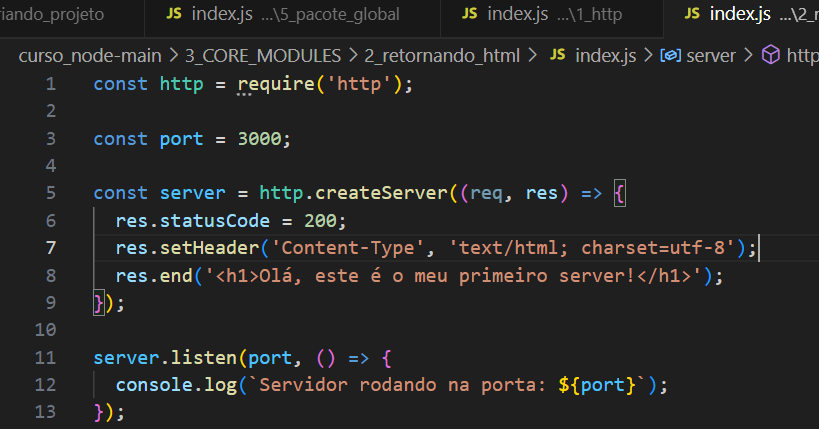 riando_projeto JS index.js ...\5_pacote_global JS index.js ...\1_http JS index.js ...\2_r
curso_node-main > 3_CORE_MODULES > 2_retornando_html > JS index.js > server > http
1 const http = require('http');
2
3 const port = 3000;
4
5 const server = http.createServer((req, res) => {
6 res.statusCode = 200;
7 res.setHeader('Content-Type', 'text/html; charset=utf-8');
8 res.end('<h1>Olá, este é o meu primeiro server!</h1>');
9 });
10
11 server.listen(port, () => {
12 console.log(`Servidor rodando na porta: ${port}`);
13 });